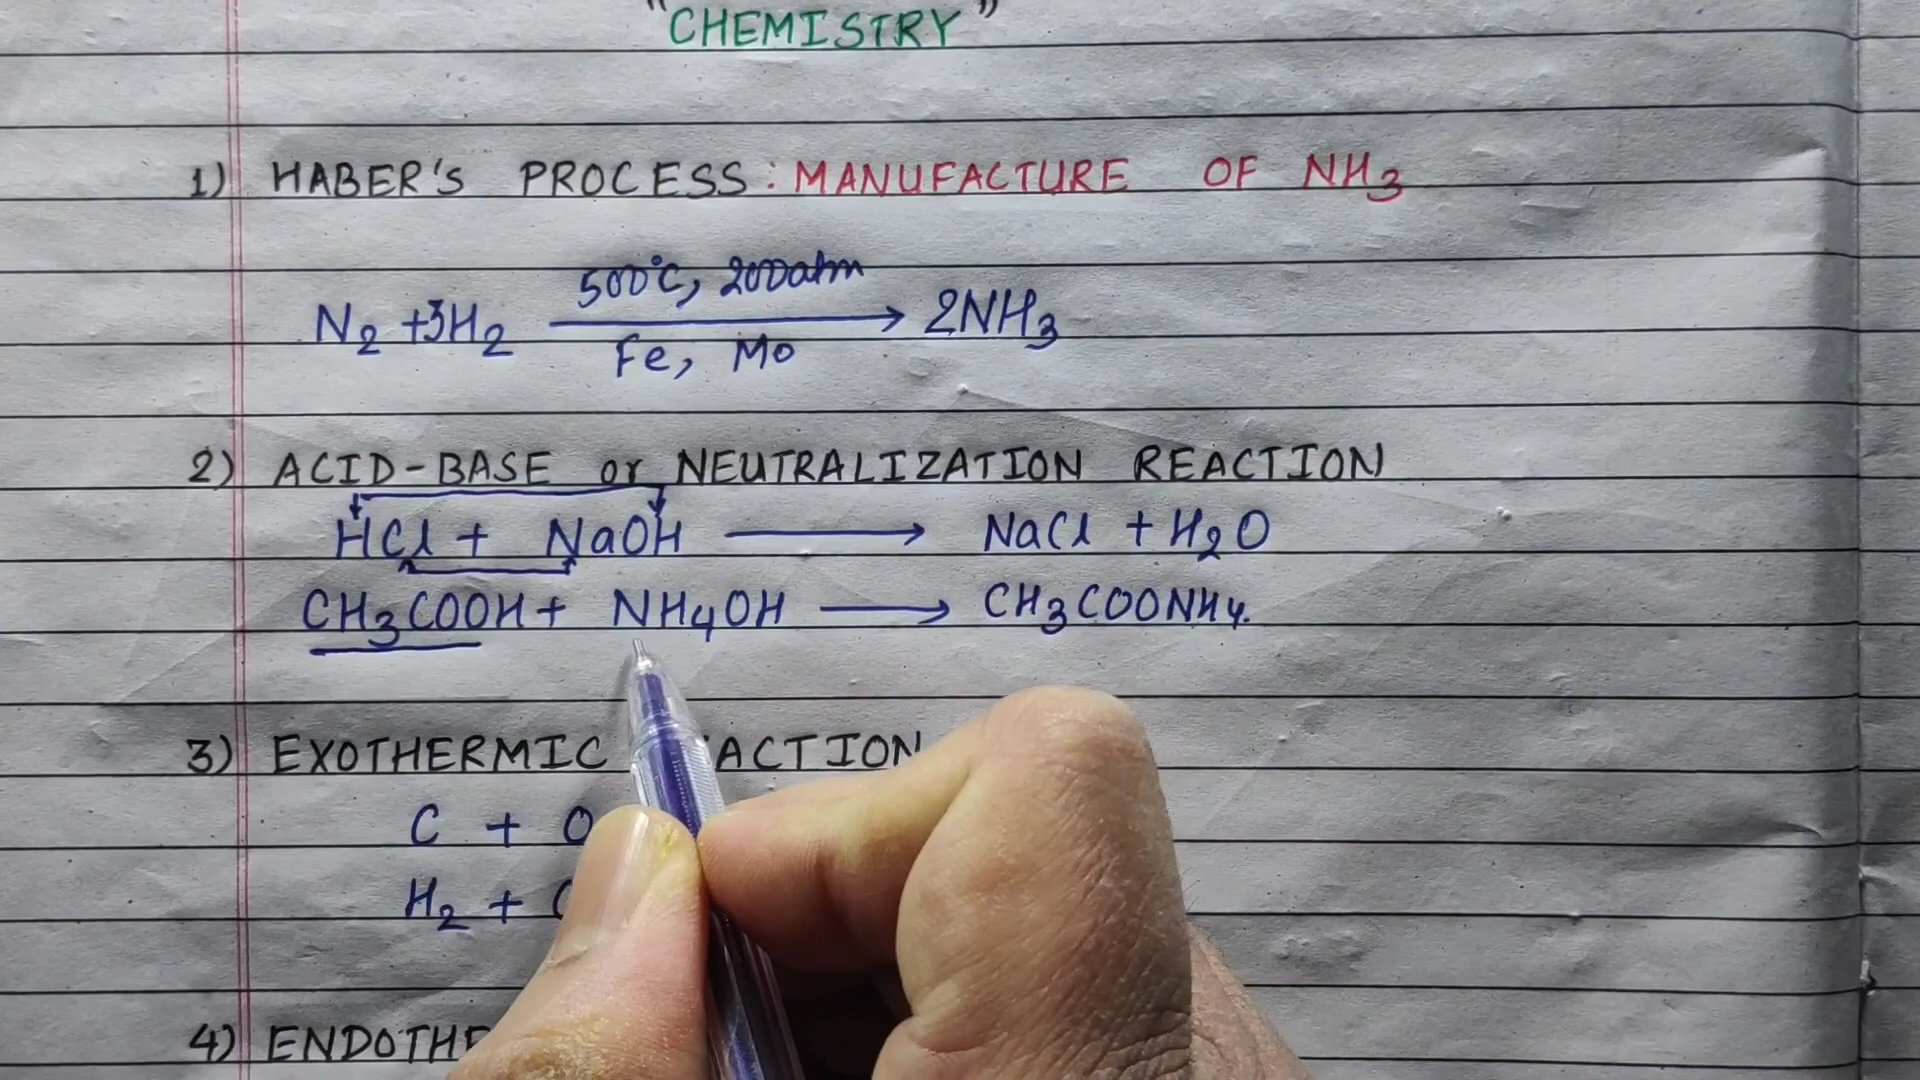 "CHEMISTRY"
1) HABER'S PROCESS: MANUFACTURE OF NH3
500°C, 200atm
N2 +3H2 → 2NH3
Fe, Mo
2) ACID-BASE or NEUTRALIZATION REACTION
HCl + NaOH → NaCl + H2O
CH3COOH + NH4OH → CH3COONH4.
3) EXOTHERMIC ACTION
C + O
H2 +
4) ENDOTHE